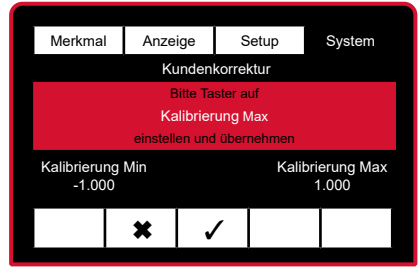 Merkmal Anzeige Setup System
Kundenkorrektur
Bitte Taster auf
Kalibrierung Max
einstellen und übernehmen
Kalibrierung Min Kalibrierung Max
-1.000 1.000
✖ ✓